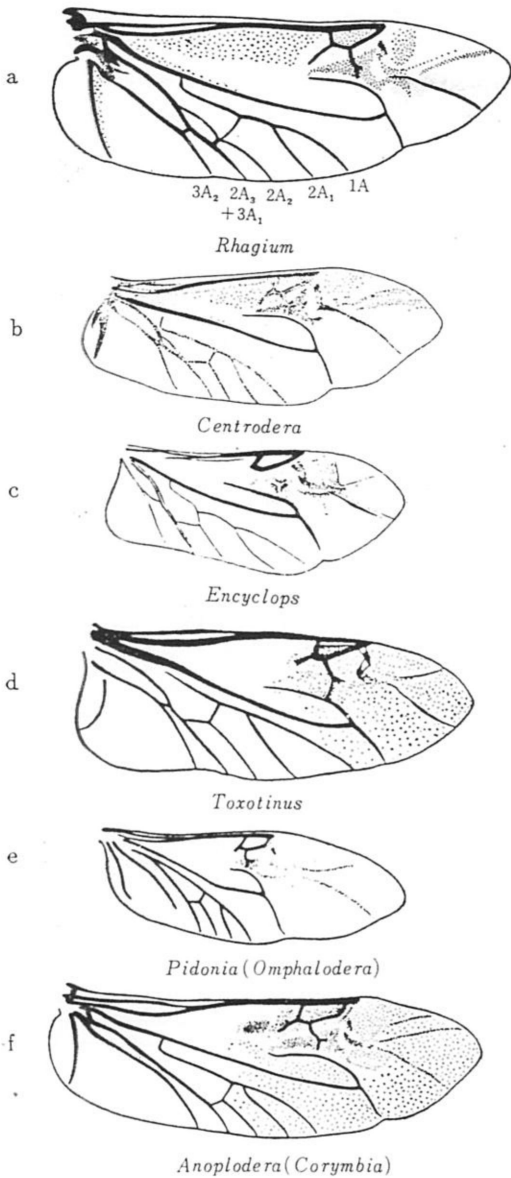 a
3A₂ 2A₃ 2A₂ 2A₁ 1A
+3A₁
Rhagium
b
Centrodera
c
Encyclops
d
Toxotinus
e
Pidonia (Omphalodera)
f
Anoplodera (Corymbia)